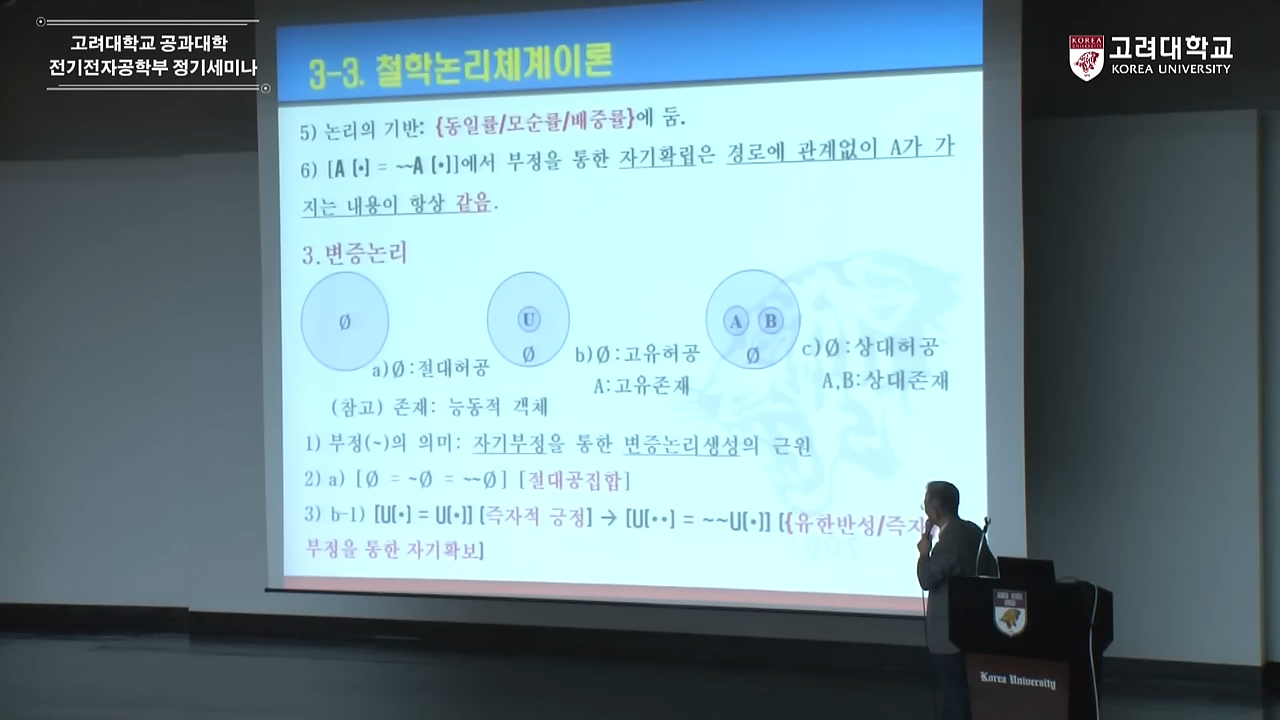 고려대학교 공과대학
전기전자공학부 정기세미나
KOREA
고려대학교
KOREA UNIVERSITY
3-3. 철학논리체계이론
5) 논리의 기반: {동일률/모순률/배중률}에 둠.
6) [A [•] = ~~A [•]]에서 부정을 통한 자기확립은 경로에 관계없이 A가 가
지는 내용이 항상 같음.
3.변증논리
Ø
U
Ø
A B
Ø
a)Ø:절대허공
b)Ø:고유허공
A:고유존재
c)Ø:상대허공
A,B:상대존재
(참고) 존재: 능동적 객체
1) 부정(~)의 의미: 자기부정을 통한 변증논리생성의 근원
2) a) [Ø = ~Ø = ~~Ø] [절대공집합]
3) b-1) [U[•] = U[•]] [즉자적 긍정] → [U[••] = ~~U[•]] [{유한반성/즉자
부정을 통한 자기확보]
Korea University